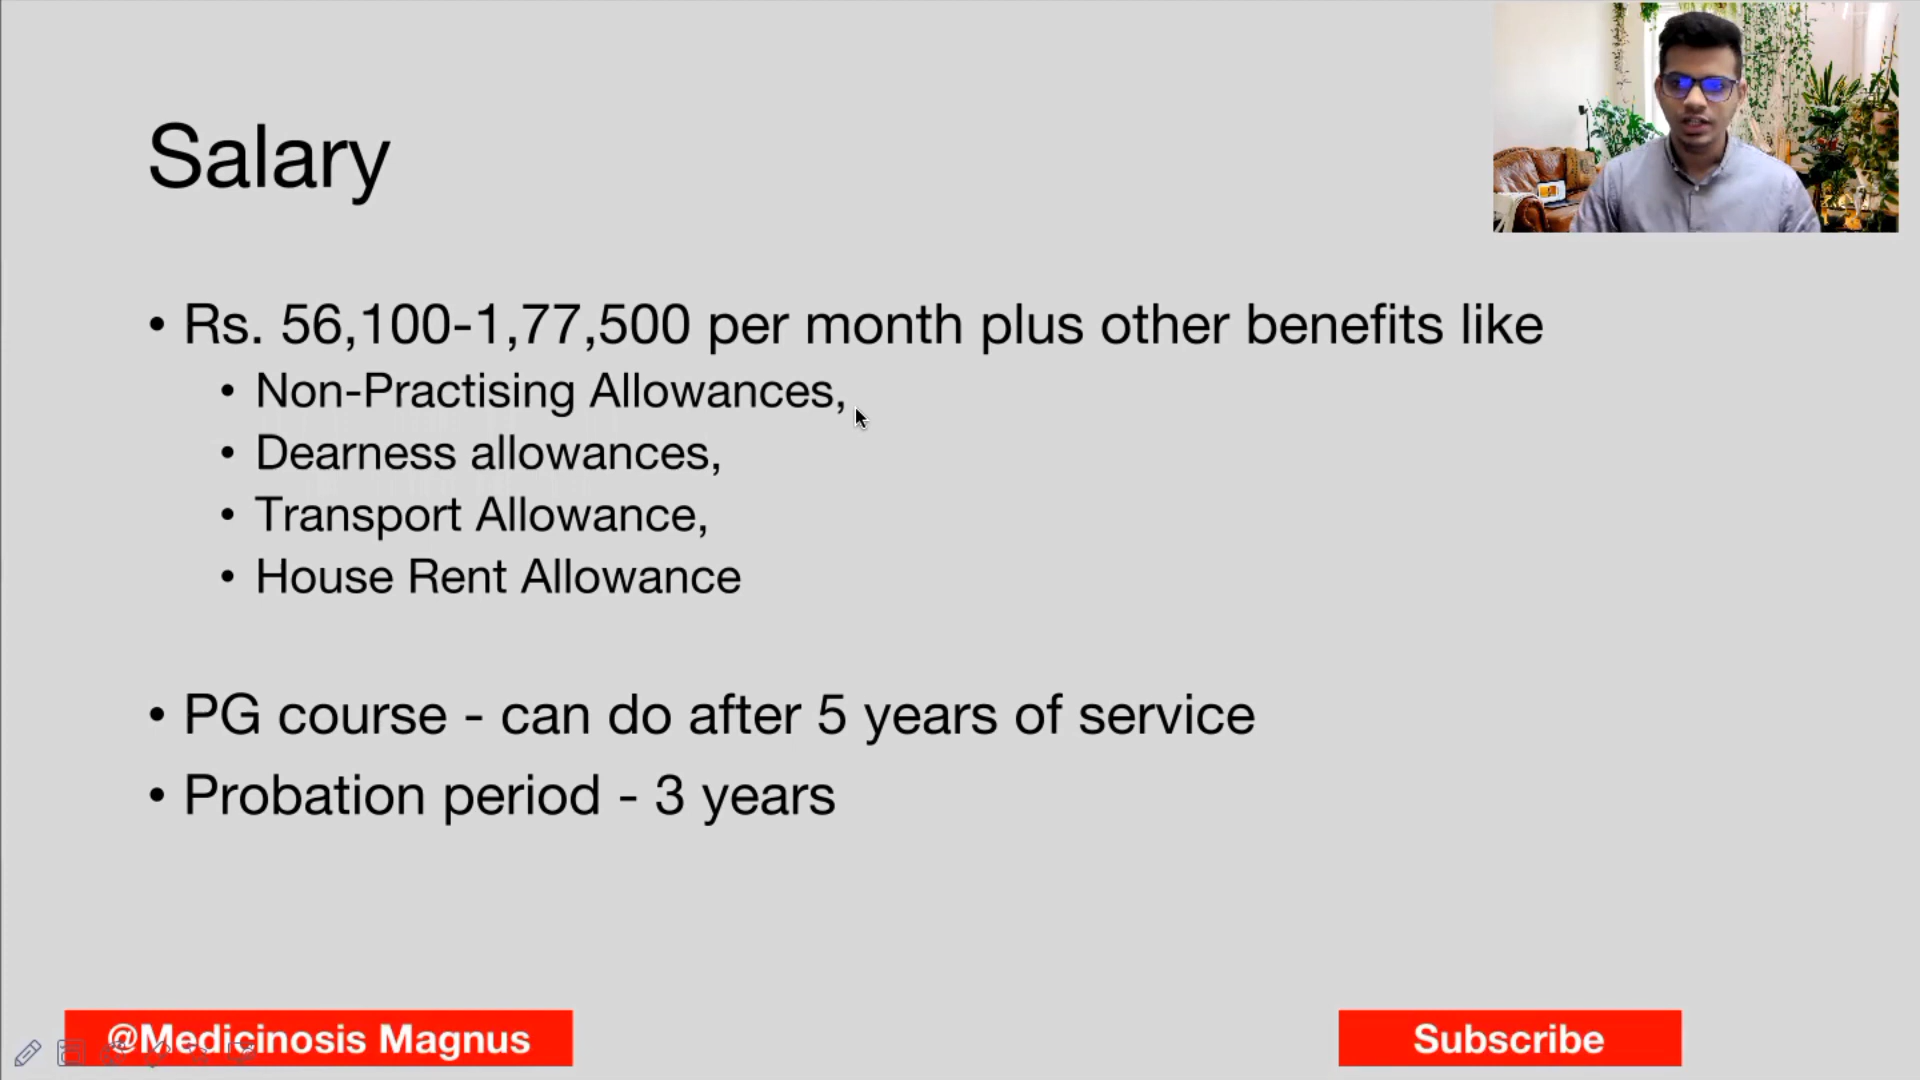 Salary
• Rs. 56,100-1,77,500 per month plus other benefits like
• Non-Practising Allowances,
• Dearness allowances,
• Transport Allowance,
• House Rent Allowance
• PG course - can do after 5 years of service
• Probation period - 3 years
@Medicinosis Magnus
Subscribe